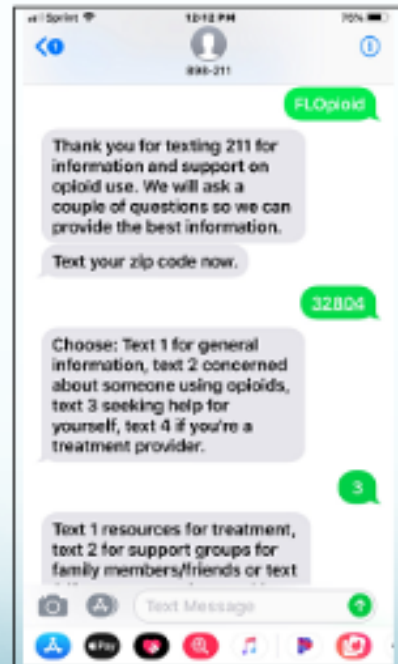 Sprint 12:12 PM 76%
1
898-211
FLOpioid
Thank you for texting 211 for
information and support on
opioid use. We will ask a
couple of questions so we can
provide the best information.
Text your zip code now.
32804
Choose: Text 1 for general
information, text 2 concerned
about someone using opioids,
text 3 seeking help for
yourself, text 4 if you're a
treatment provider.
3
Text 1 resources for treatment,
text 2 for support groups for
family members/friends or text
Text Message
Pay